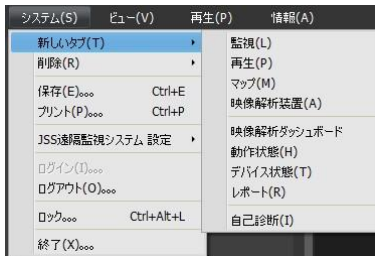 システム(S) ビュー(V) 再生(P) 情報(A)
新しいタブ(T)
削除(R)
保存(E)... Ctrl+E
プリント(P)... Ctrl+P
JSS遠隔監視システム 設定
ログイン(I)...
ログアウト(O)...
ロック... Ctrl+Alt+L
終了(X)...
監視(L)
再生(P)
マップ(M)
映像解析装置(A)
映像解析ダッシュボード
動作状態(H)
デバイス状態(T)
レポート(R)
自己診断(I)